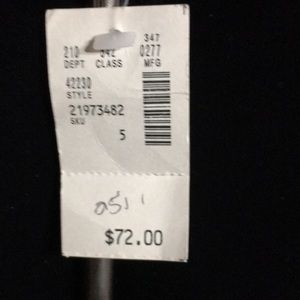 347
210 342 0277
DEPT CLASS MFG
42230
STYLE
21973482
SKU
5
$72.00